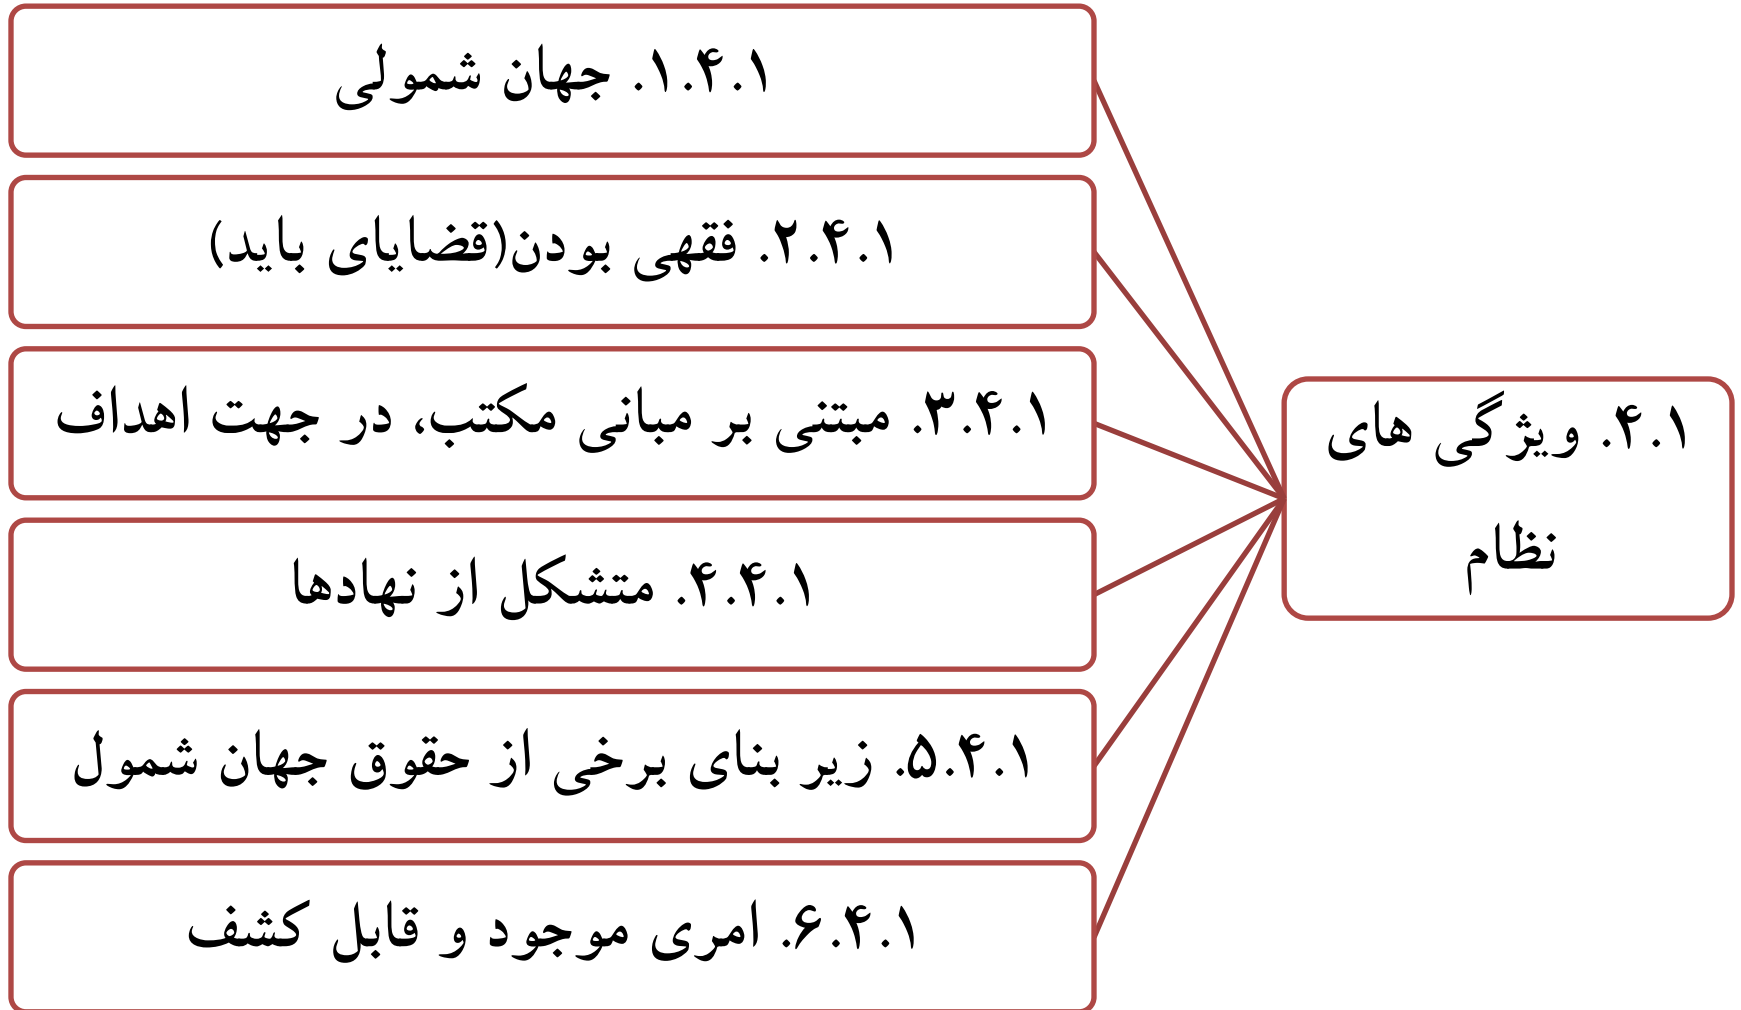 ۱.۴. ویژگی های
نظام
۱.۴.۱. جهان شمولی
۱.۴.۲. فقهی بودن(قضایای باید)
۱.۴.۳. مبتنی بر مبانی مکتب، در جهت اهداف
۱.۴.۴. متشکل از نهادها
۱.۴.۵. زیر بنای برخی از حقوق جهان شمول
۱.۴.۶. امری موجود و قابل کشف